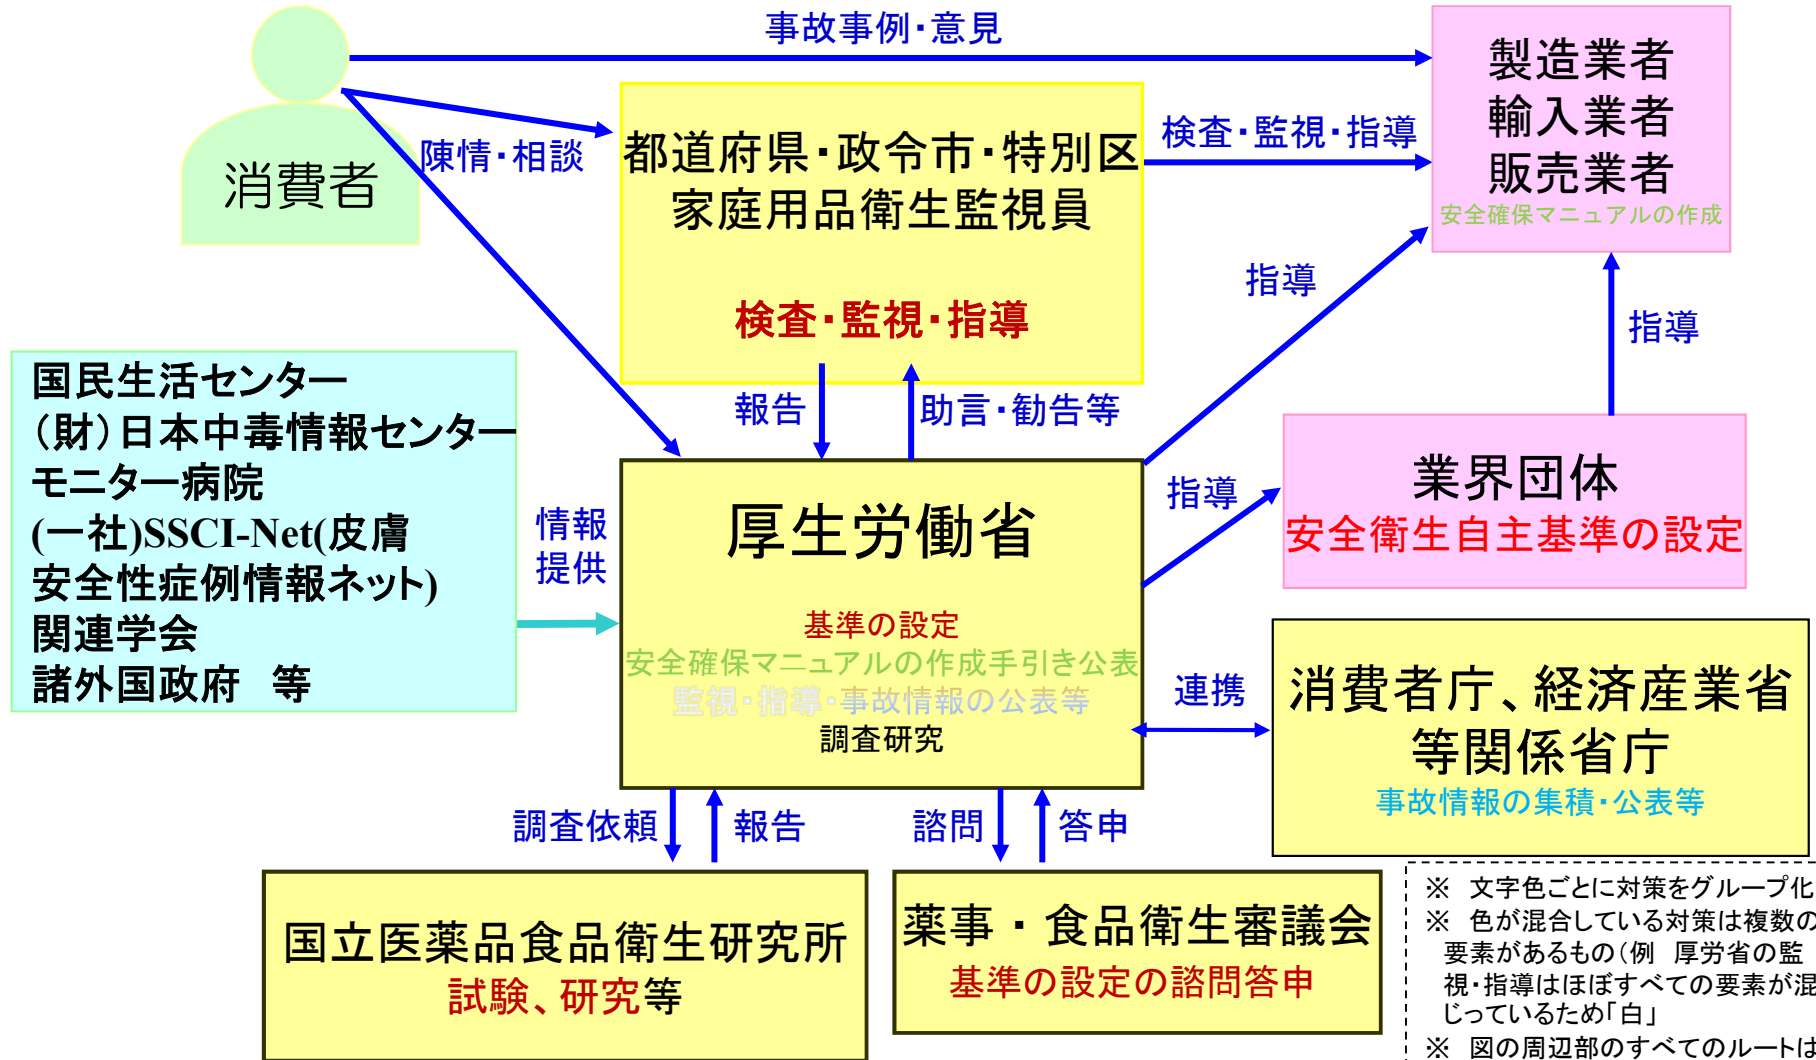 事故事例・意見
消費者
陳情・相談
都道府県・政令市・特別区
家庭用品衛生監視員
検査・監視・指導
検査・監視・指導
製造業者
輸入業者
販売業者
安全確保マニュアルの作成
指導
指導
報告
助言・勧告等
国民生活センター
（財）日本中毒情報センター
モニター病院
(一社)SSCI-Net(皮膚
安全性症例情報ネット)
関連学会
諸外国政府　等
情報
提供
厚生労働省
基準の設定
安全確保マニュアルの作成手引き公表
監視・指導・事故情報の公表等
調査研究
指導
業界団体
安全衛生自主基準の設定
連携
消費者庁、経済産業省
等関係省庁
事故情報の集積・公表等
調査依頼
報告
諮問
答申
国立医薬品食品衛生研究所
試験、研究等
薬事・食品衛生審議会
基準の設定の諮問答申
※　文字色ごとに対策をグループ化
※　色が混合している対策は複数の
要素があるもの（例　厚労省の監
視・指導はほぼすべての要素が混
じっているため「白」
※　図の周辺部のすべてのルートは